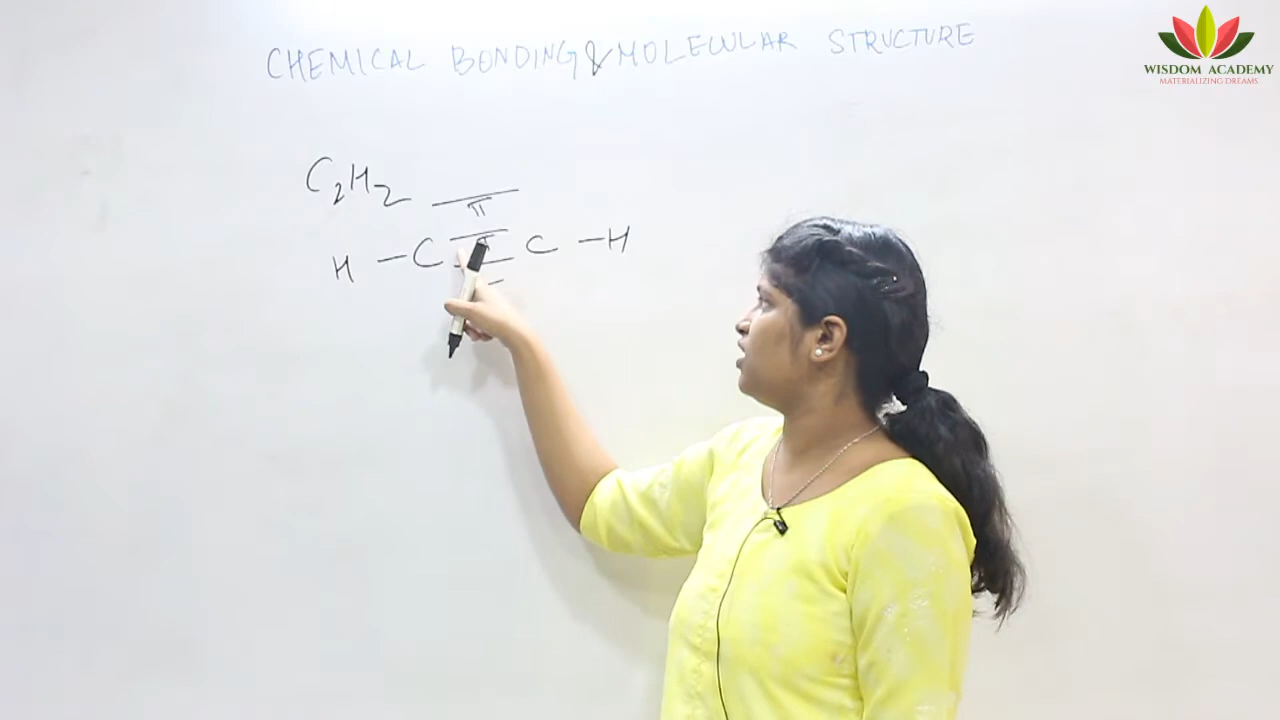 CHEMICAL BONDING & MOLECULAR STRUCTURE
WISDOM ACADEMY
MATERIALIZING DREAMS
C2H2
π
H - C π C - H